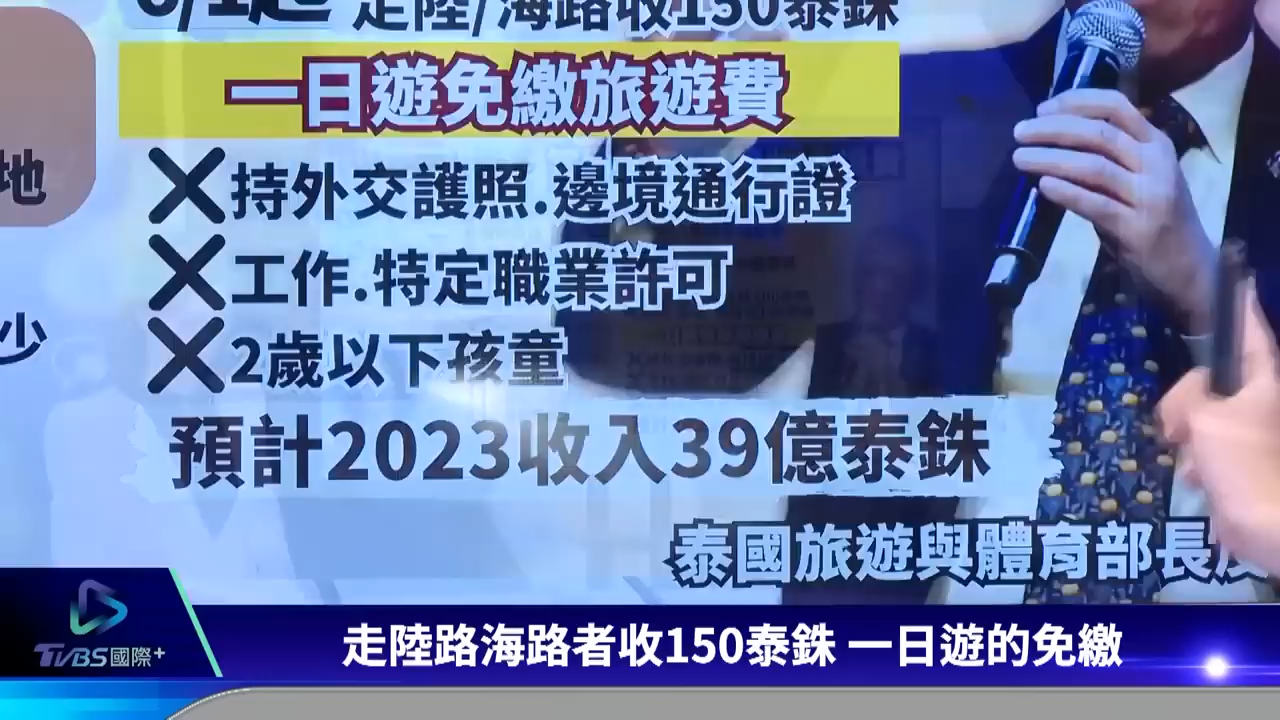 走陸/海路收150泰銖
一日遊免繳旅遊費
地
持外交護照.邊境通行證
工作.特定職業許可
少
2歲以下孩童
預計2023收入39億泰銖
泰國旅遊與體育部長
走陸路海路者收150泰銖 一日遊的免繳
TVBS國際+